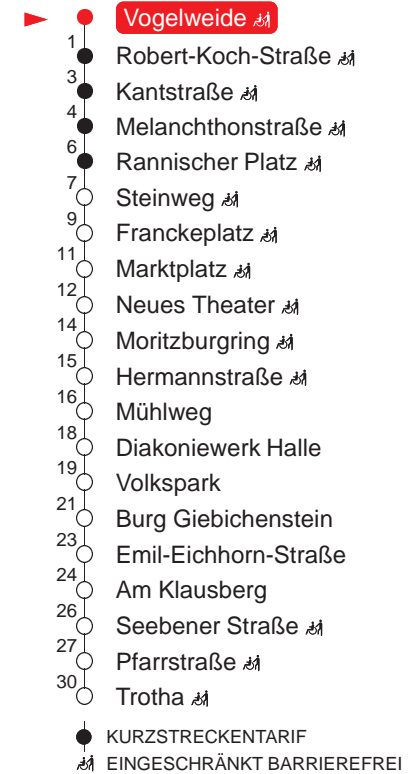 Vogelweide
1 Robert-Koch-Straße
3 Kantstraße
4 Melanchthonstraße
6 Rannischer Platz
7 Steinweg
9 Franckeplatz
11 Marktplatz
12 Neues Theater
14 Moritzburgring
15 Hermannstraße
16 Mühlweg
18 Diakoniewerk Halle
19 Volkspark
21 Burg Giebichenstein
23 Emil-Eichhorn-Straße
24 Am Klausberg
26 Seebener Straße
27 Pfarrstraße
30 Trotha
KURZSTRECKENTARIF
EINGESCHRÄNKT BARRIEREFREI